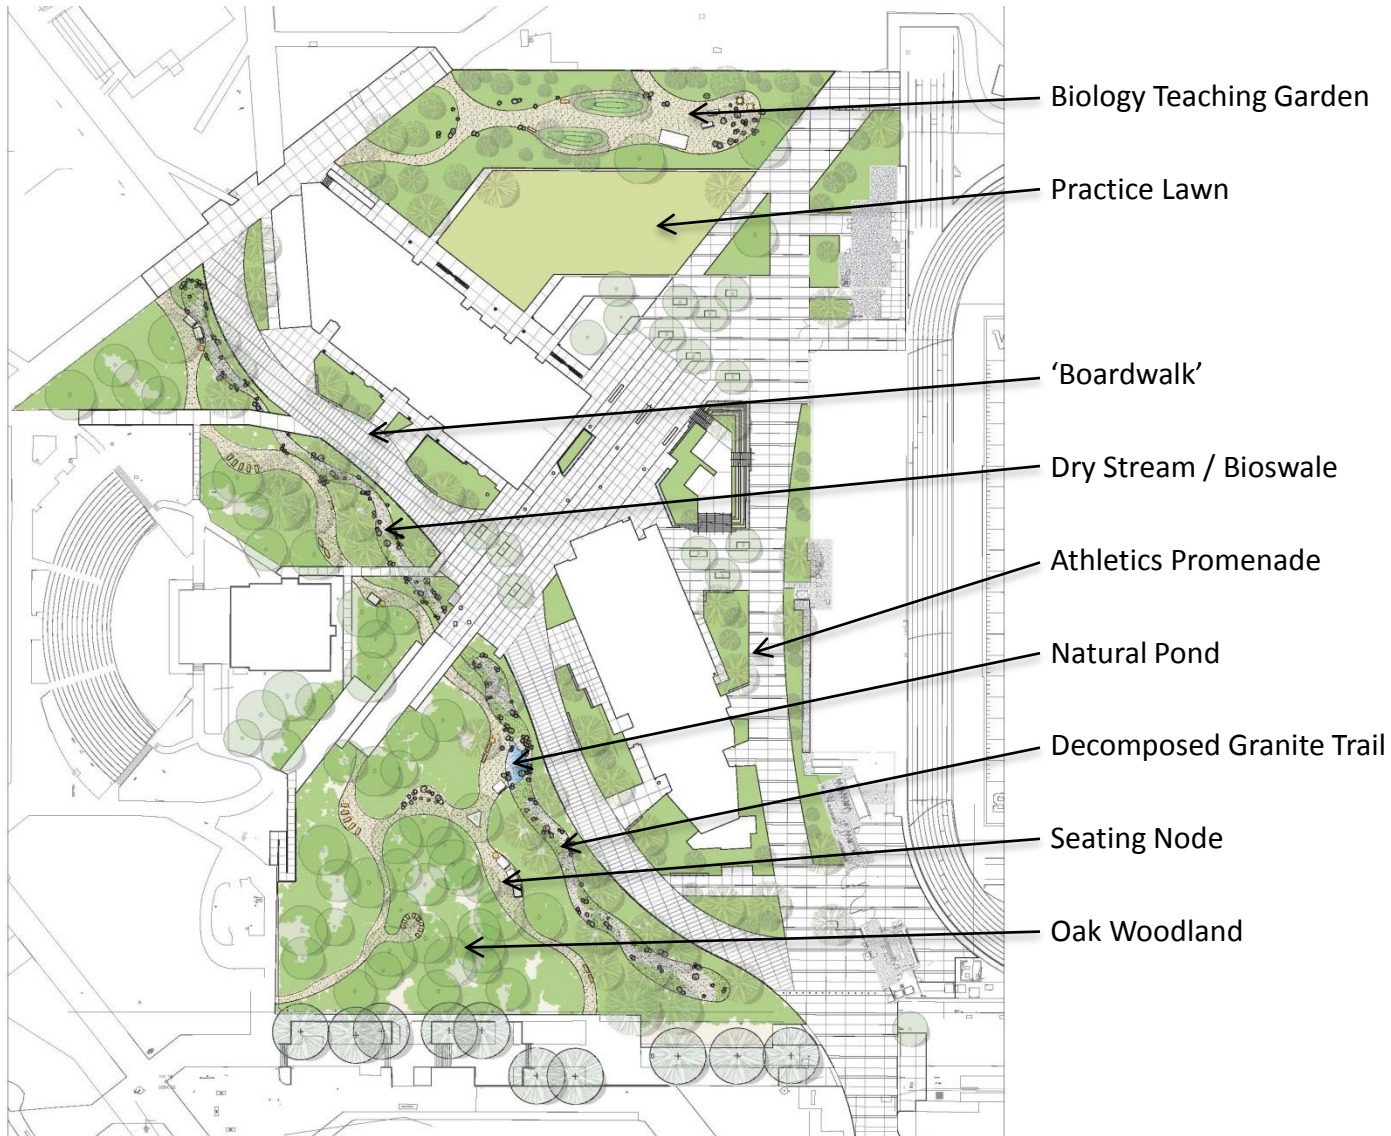 Biology Teaching Garden
Practice Lawn
‘Boardwalk’
Dry Stream / Bioswale
Athletics Promenade
Natural Pond
Decomposed Granite Trail
Seating Node
Oak Woodland